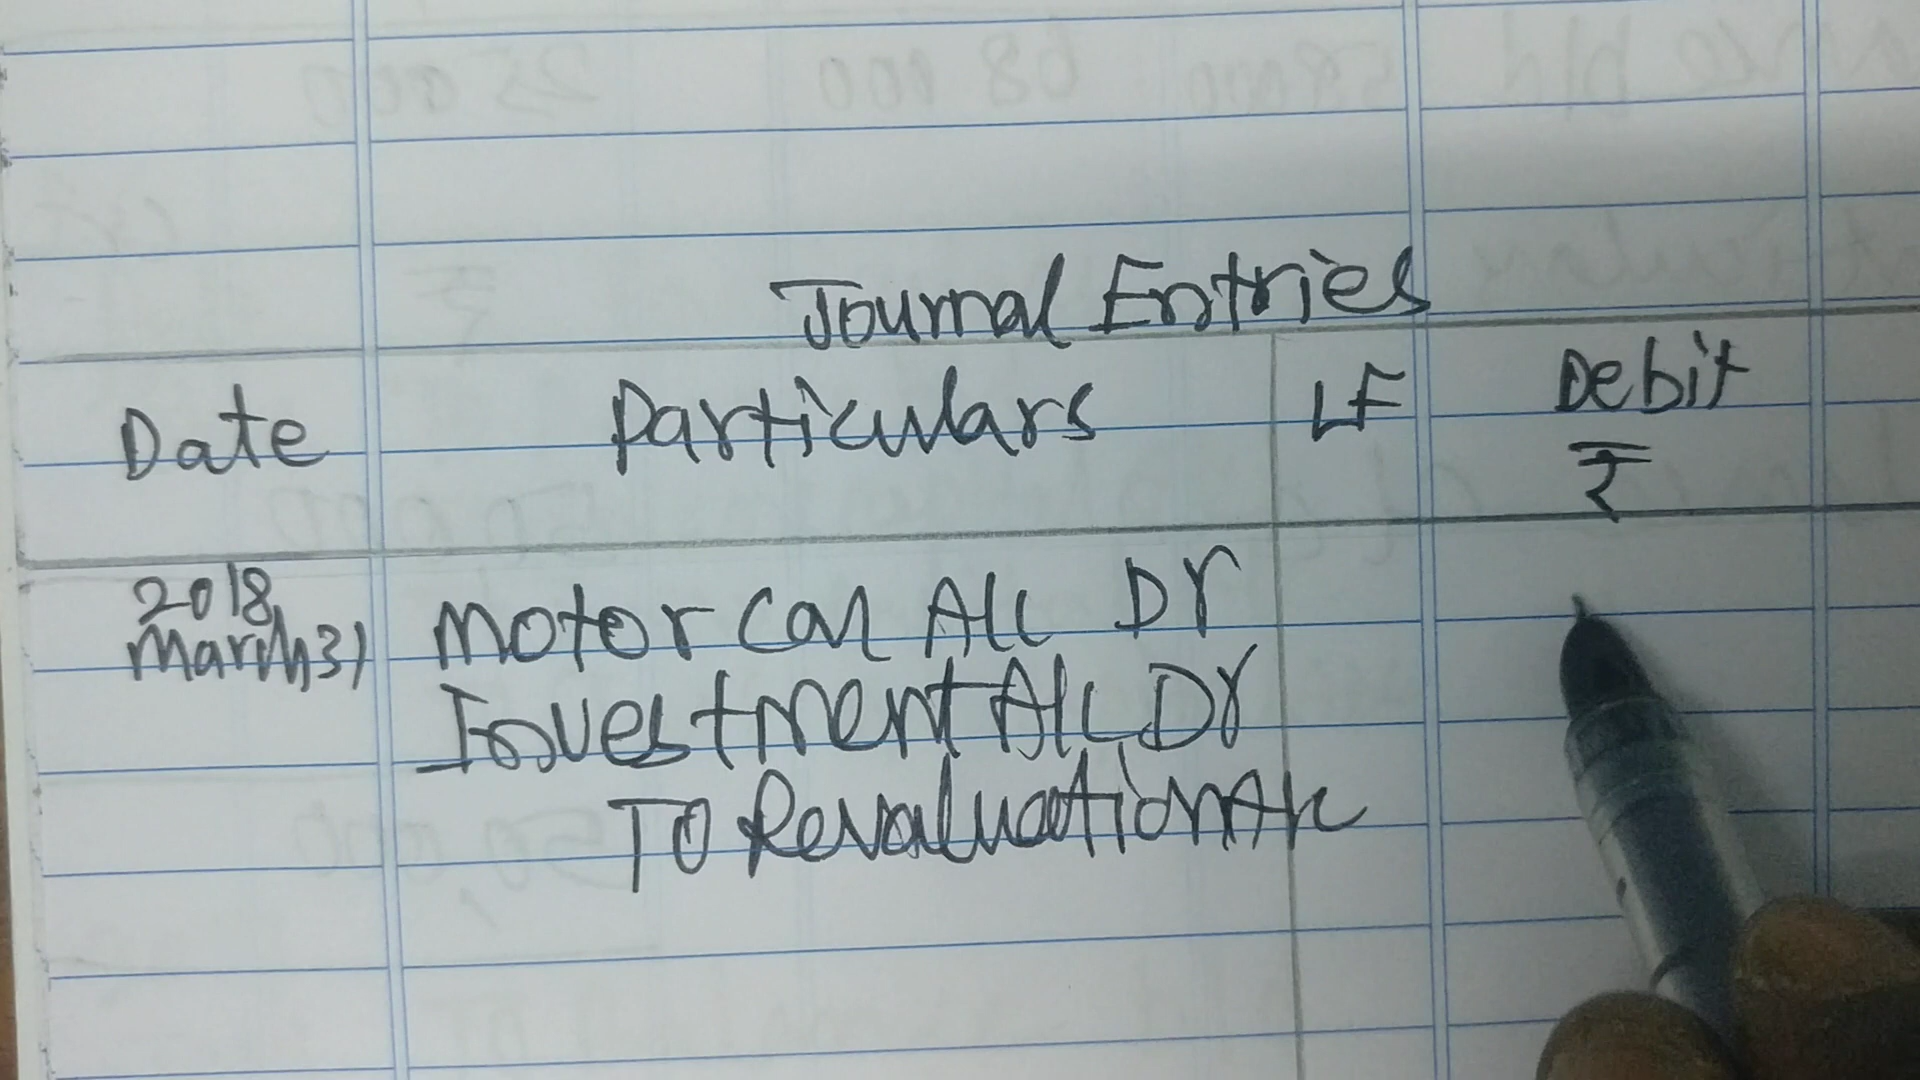 Journal Entries
Date Particulars LF Debit
₹
2018
March 31 Motor Car A/c Dr
Investment A/c Dr
To Revaluation A/c